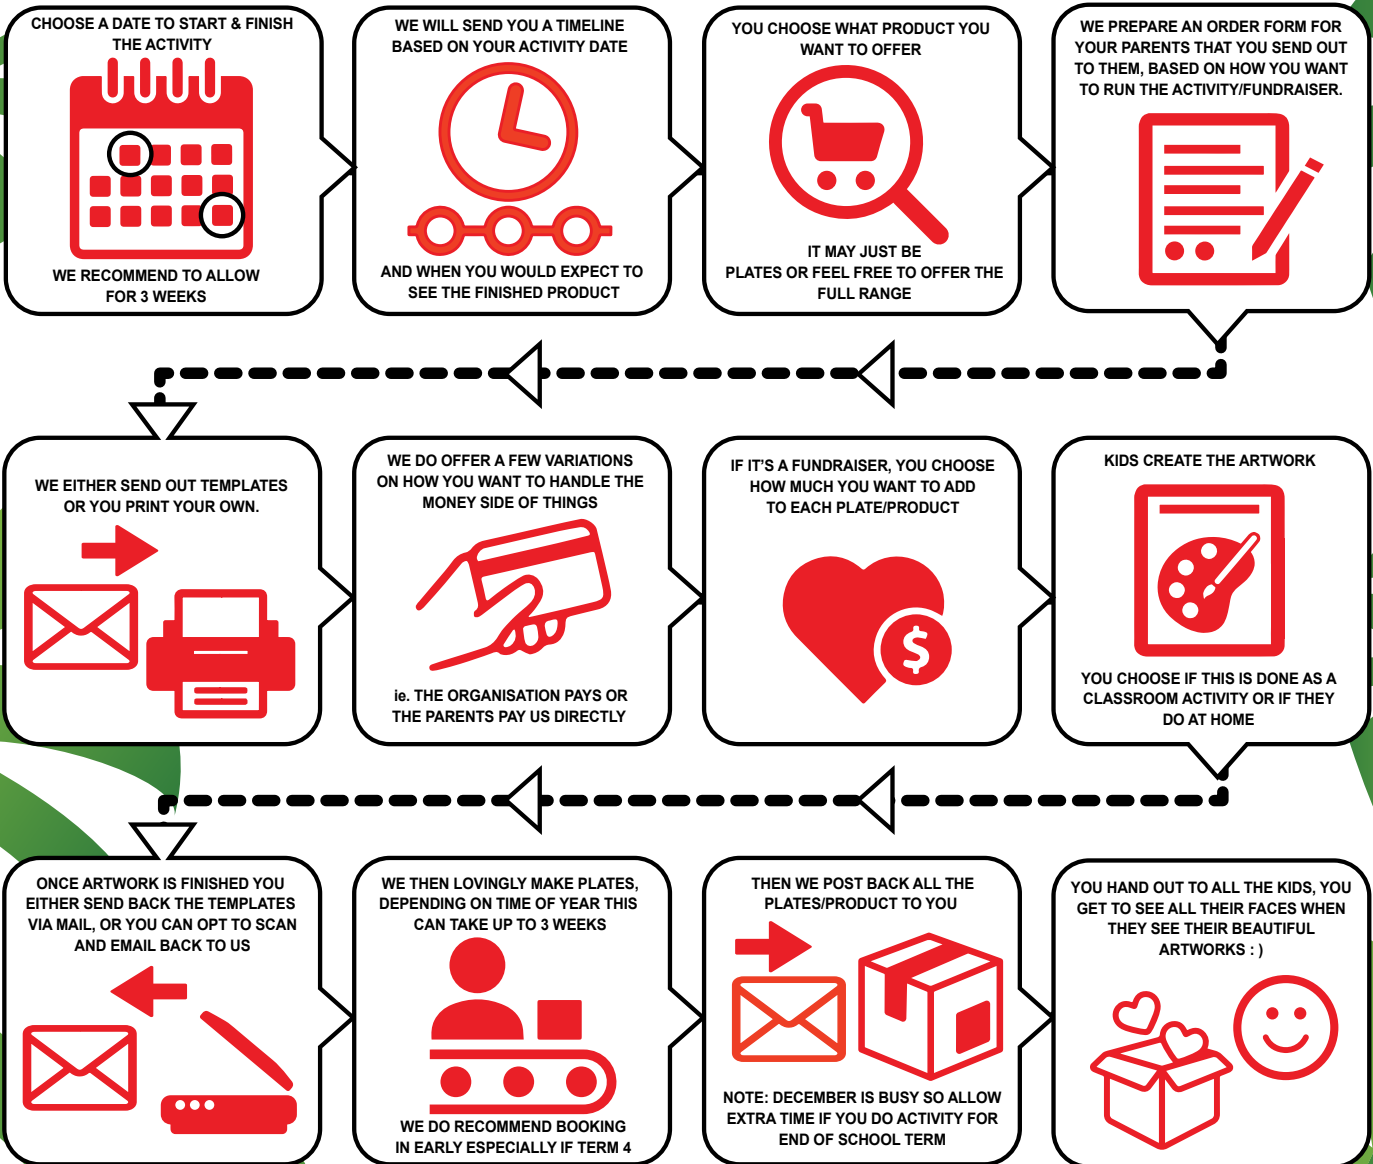 CHOOSE A DATE TO START & FINISH
THE ACTIVITY
WE RECOMMEND TO ALLOW
FOR 3 WEEKS
WE WILL SEND YOU A TIMELINE
BASED ON YOUR ACTIVITY DATE
AND WHEN YOU WOULD EXPECT TO
SEE THE FINISHED PRODUCT
YOU CHOOSE WHAT PRODUCT YOU
WANT TO OFFER
IT MAY JUST BE
PLATES OR FEEL FREE TO OFFER THE
FULL RANGE
WE PREPARE AN ORDER FORM FOR
YOUR PARENTS THAT YOU SEND OUT
TO THEM, BASED ON HOW YOU WANT
TO RUN THE ACTIVITY/FUNDRAISER.
WE EITHER SEND OUT TEMPLATES
OR YOU PRINT YOUR OWN.
WE DO OFFER A FEW VARIATIONS
ON HOW YOU WANT TO HANDLE THE
MONEY SIDE OF THINGS
ie. THE ORGANISATION PAYS OR
THE PARENTS PAY US DIRECTLY
IF IT'S A FUNDRAISER, YOU CHOOSE
HOW MUCH YOU WANT TO ADD
TO EACH PLATE/PRODUCT
$
KIDS CREATE THE ARTWORK
YOU CHOOSE IF THIS IS DONE AS A
CLASSROOM ACTIVITY OR IF THEY
DO AT HOME
ONCE ARTWORK IS FINISHED YOU
EITHER SEND BACK THE TEMPLATES
VIA MAIL, OR YOU CAN OPT TO SCAN
AND EMAIL BACK TO US
WE THEN LOVINGLY MAKE PLATES,
DEPENDING ON TIME OF YEAR THIS
CAN TAKE UP TO 3 WEEKS
WE DO RECOMMEND BOOKING
IN EARLY ESPECIALLY IF TERM 4
THEN WE POST BACK ALL THE
PLATES/PRODUCT TO YOU
NOTE: DECEMBER IS BUSY SO ALLOW
EXTRA TIME IF YOU DO ACTIVITY FOR
END OF SCHOOL TERM
YOU HAND OUT TO ALL THE KIDS, YOU
GET TO SEE ALL THEIR FACES WHEN
THEY SEE THEIR BEAUTIFUL
ARTWORKS : )